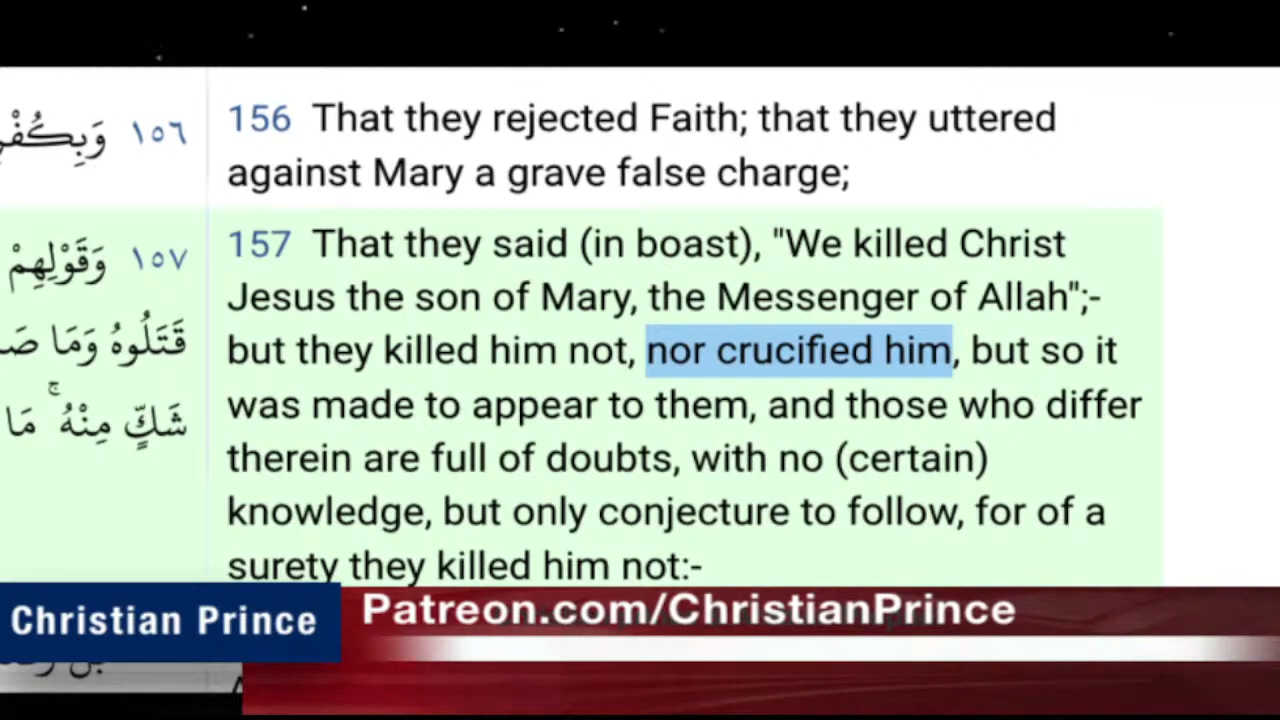 156 That they rejected Faith; that they uttered
against Mary a grave false charge;
١٥٦ وَبِكُفْرِ
157 That they said (in boast), "We killed Christ
Jesus the son of Mary, the Messenger of Allah";-
but they killed him not, nor crucified him, but so it
was made to appear to them, and those who differ
therein are full of doubts, with no (certain)
knowledge, but only conjecture to follow, for of a
surety they killed him not:-
١٥٧ وَقَوْلِهِمْ
قَتَلُوهُ وَمَا صَ
شَكٍّ مِنْهُ ۚ مَا
Christian Prince
Patreon.com/ChristianPrince